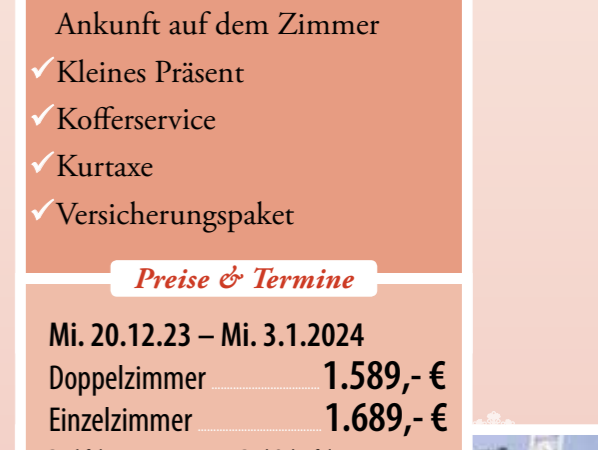 Ankunft auf dem Zimmer
✓Kleines Präsent
✓Kofferservice
✓Kurtaxe
✓Versicherungspaket
Preise & Termine
Mi. 20.12.23 – Mi. 3.1.2024
Doppelzimmer 1.589,- €
Einzelzimmer 1.689,- €